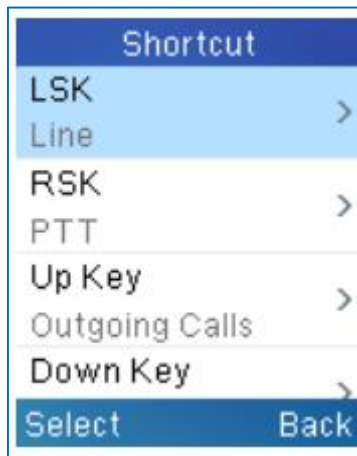 Shortcut
LSK
Line
RSK
PTT
Up Key
Outgoing Calls
Down Key
Select Back